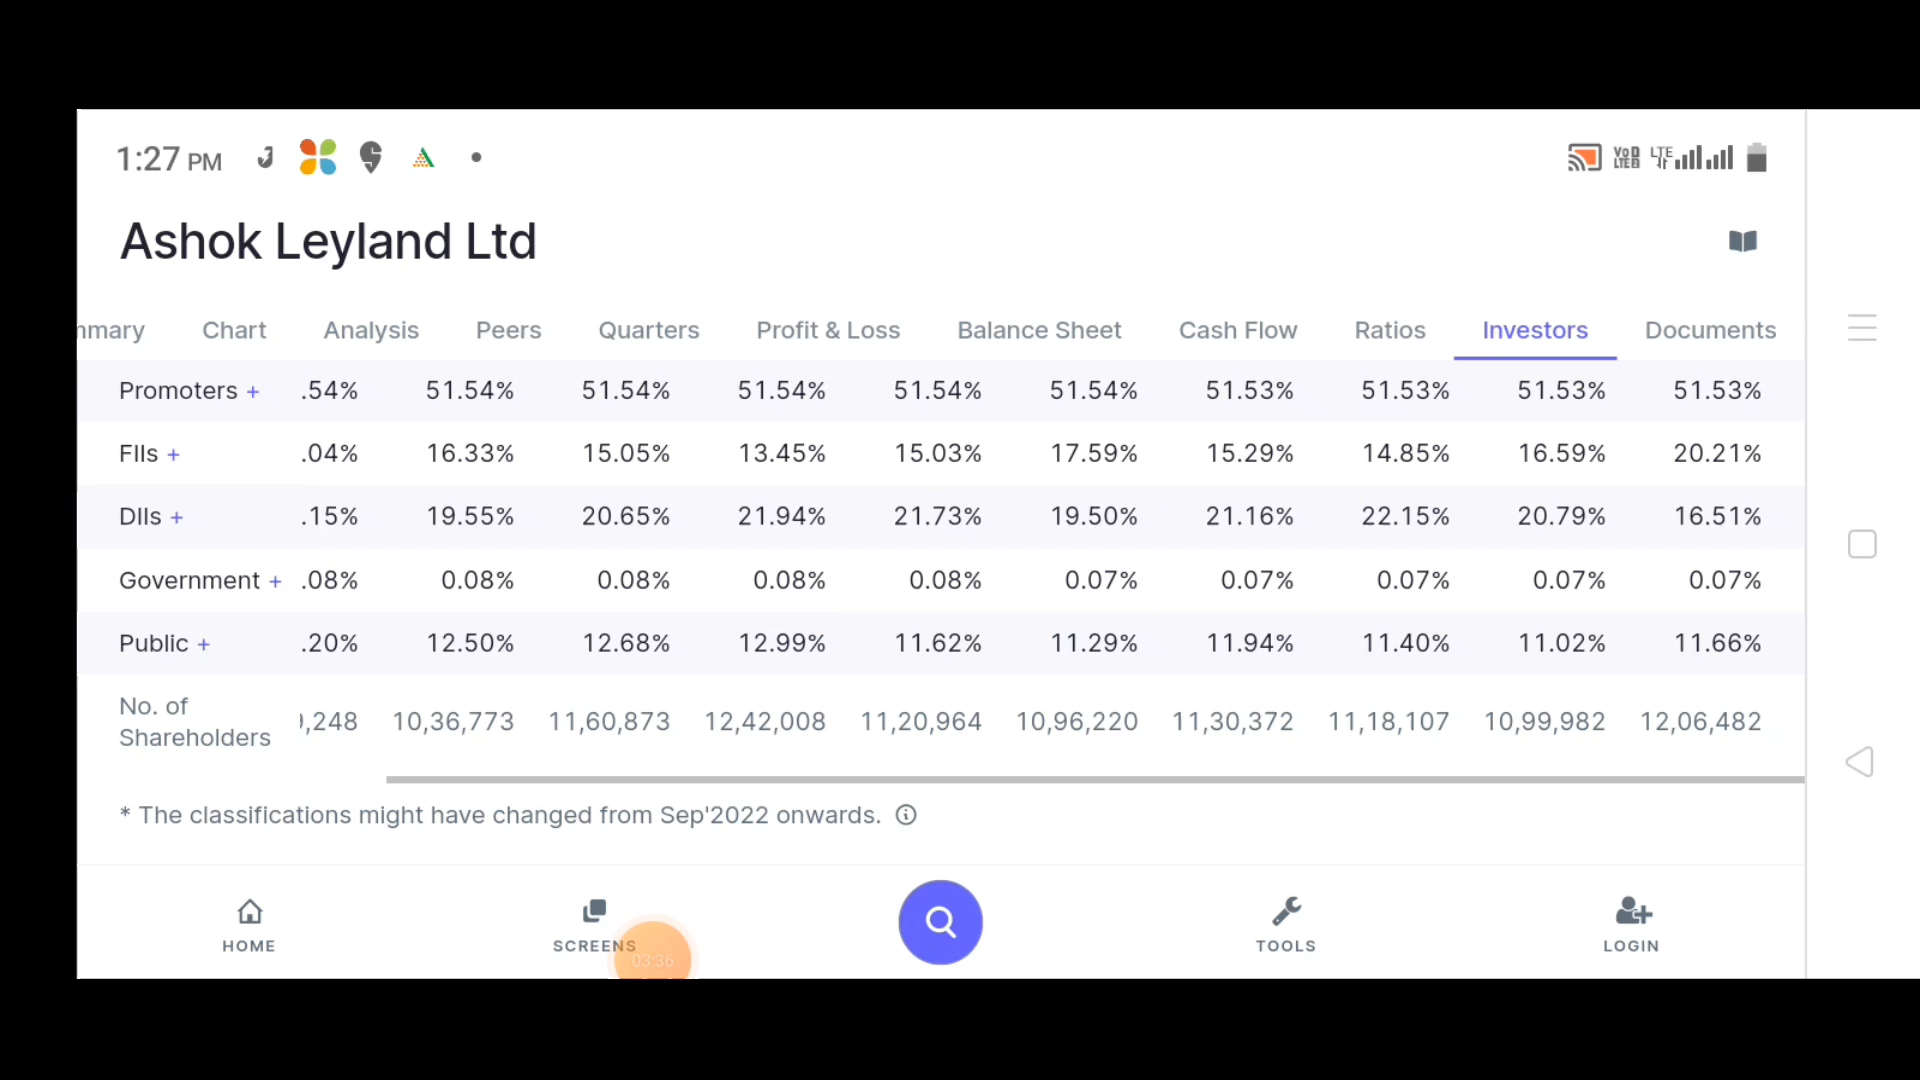 1:27 PM
VoD LTE2 LTE
Ashok Leyland Ltd
mmary Chart Analysis Peers Quarters Profit & Loss Balance Sheet Cash Flow Ratios Investors Documents
Promoters + .54% 51.54% 51.54% 51.54% 51.54% 51.54% 51.53% 51.53% 51.53% 51.53%
FIIs + .04% 16.33% 15.05% 13.45% 15.03% 17.59% 15.29% 14.85% 16.59% 20.21%
DIIs + .15% 19.55% 20.65% 21.94% 21.73% 19.50% 21.16% 22.15% 20.79% 16.51%
Government + .08% 0.08% 0.08% 0.08% 0.08% 0.07% 0.07% 0.07% 0.07% 0.07%
Public + .20% 12.50% 12.68% 12.99% 11.62% 11.29% 11.94% 11.40% 11.02% 11.66%
No. of
Shareholders ,248 10,36,773 11,60,873 12,42,008 11,20,964 10,96,220 11,30,372 11,18,107 10,99,982 12,06,482
* The classifications might have changed from Sep'2022 onwards.
HOME SCREENS TOOLS LOGIN
03:36